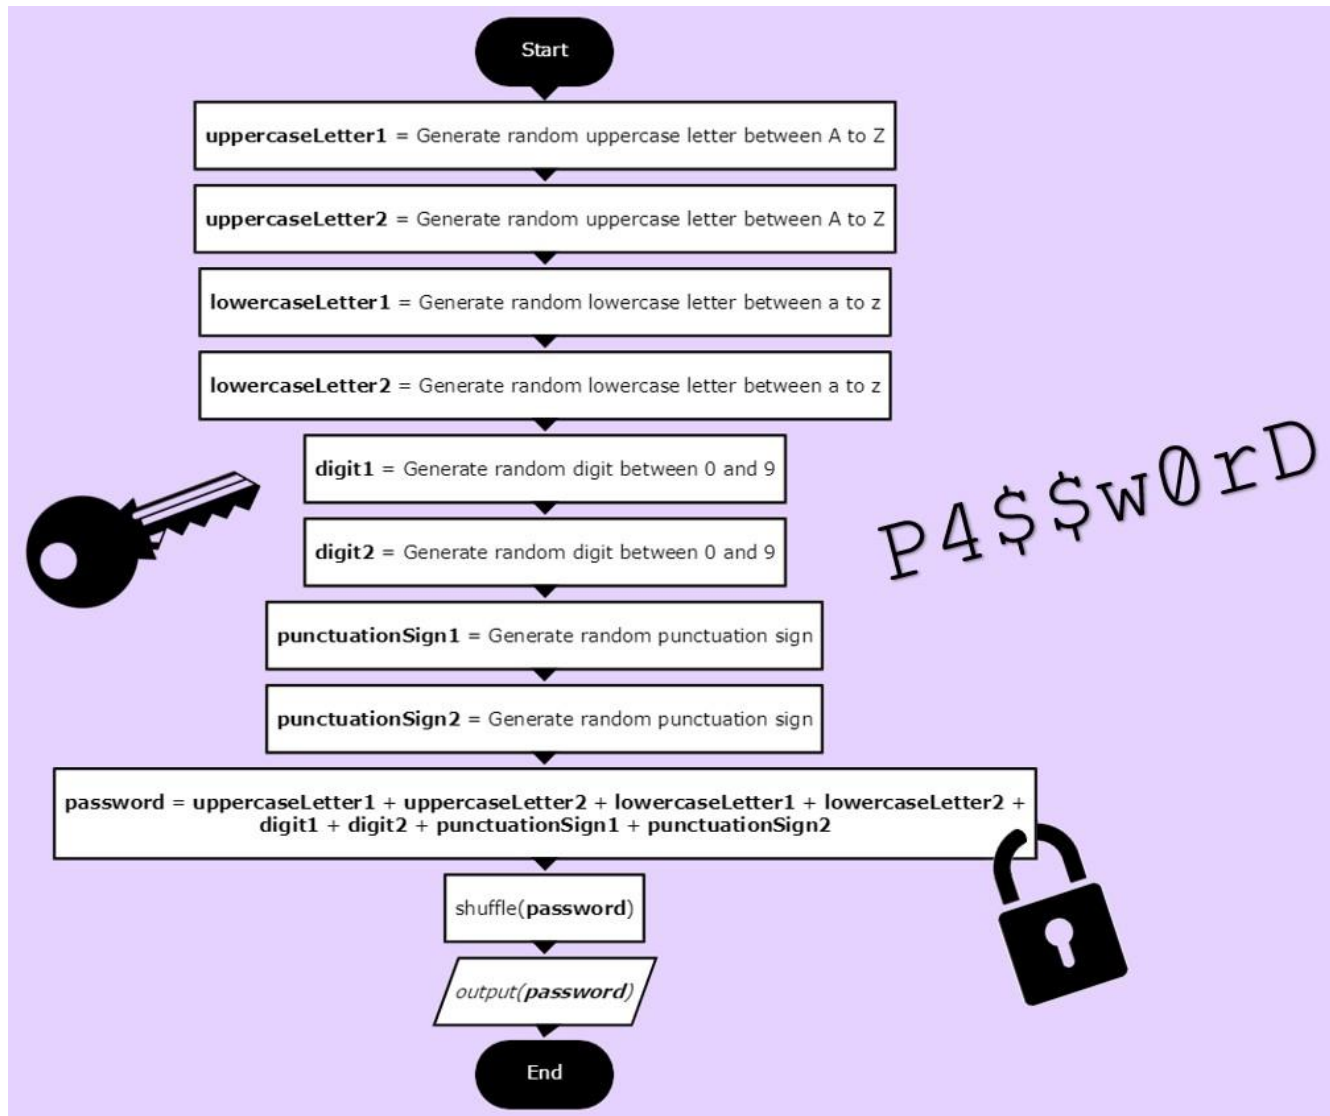 Start
uppercaseLetter1 = Generate random uppercase letter between A to Z
uppercaseLetter2 = Generate random uppercase letter between A to Z
lowercaseLetter1 = Generate random lowercase letter between a to z
lowercaseLetter2 = Generate random lowercase letter between a to z
digit1 = Generate random digit between 0 and 9
digit2 = Generate random digit between 0 and 9
P4$$w0rD
punctuationSign1 = Generate random punctuation sign
punctuationSign2 = Generate random punctuation sign
password = uppercaseLetter1 + uppercaseLetter2 + lowercaseLetter1 + lowercaseLetter2 +
digit1 + digit2 + punctuationSign1 + punctuationSign2
shuffle(password)
output(password)
End